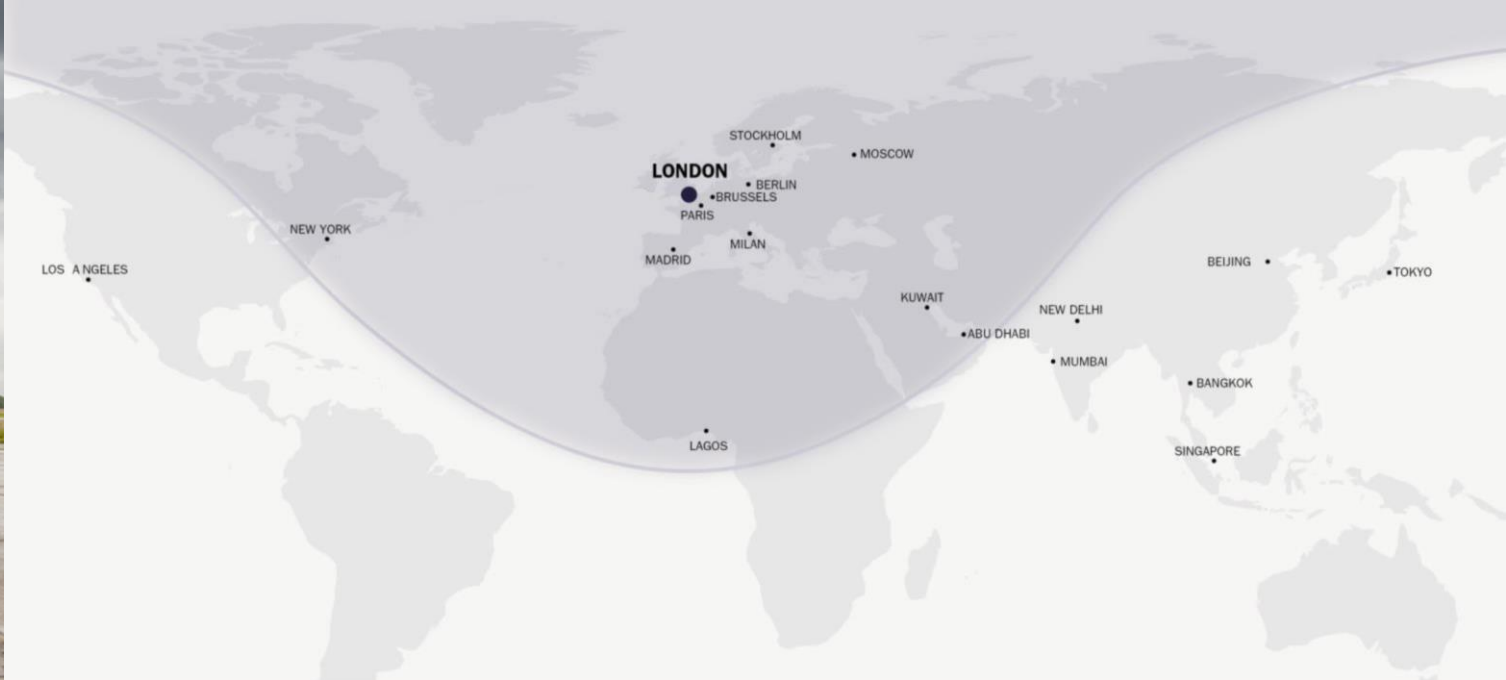 STOCKHOLM
MOSCOW
LONDON
BERLIN
BRUSSELS
PARIS
NEW YORK
MILAN
MADRID
LOS A NGELES
BEIJING
TOKYO
KUWAIT
NEW DELHI
ABU DHABI
MUMBAI
BANGKOK
LAGOS
SINGAPORE